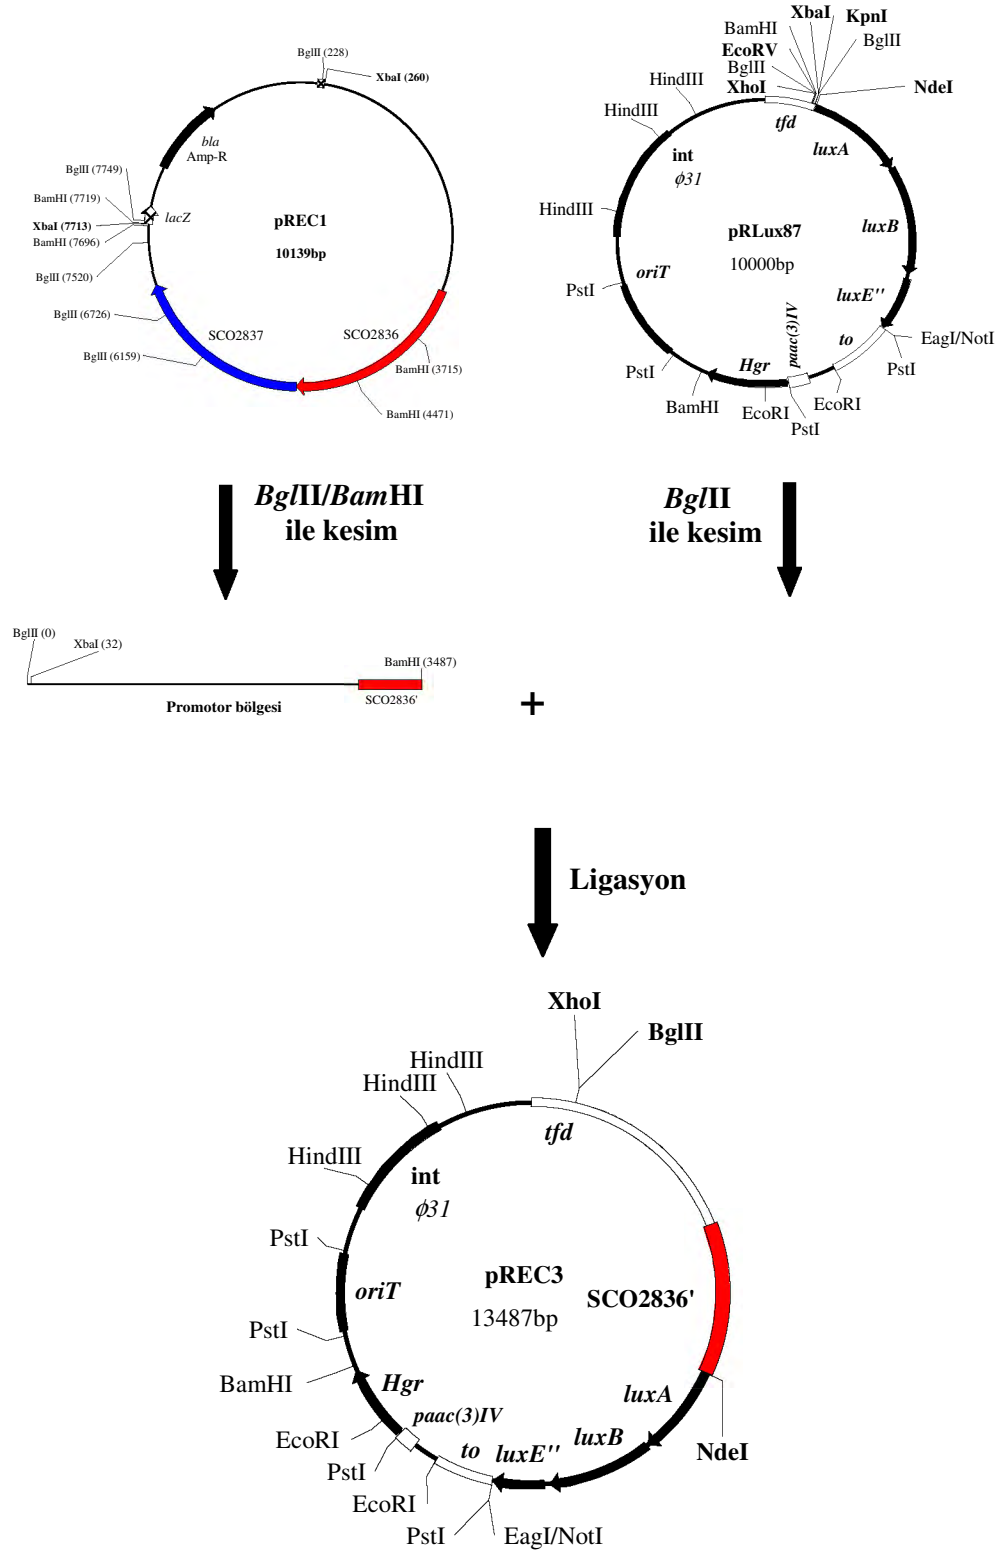 BglII (228)
XbaI (260)
bla
Amp-R
BglII (7749)
BamHI (7719)
lacZ
XbaI (7713)
BamHI (7696)
BglII (7520)
BglII (6726)
BglII (6159)
SCO2837
SCO2836
BamHI (3715)
BamHI (4471)
pREC1
10139bp
XbaI
KpnI
BamHI
BglII
EcoRV
BglII
XhoI
NdeI
HindIII
HindIII
tfd
luxA
int
ϕ31
HindIII
pRLux87
10000bp
luxB
oriT
PstI
luxE''
paac(3)IV
to
EagI/NotI
PstI
Hgr
PstI
BamHI
EcoRI
EcoRI
PstI
BglII/BamHI
ile kesim
BglII
ile kesim
BglII (0)
XbaI (32)
BamHI (3487)
SCO2836'
Promotor bölgesi
+
Ligasyon
XhoI
BglII
HindIII
HindIII
tfd
HindIII
int
ϕ31
PstI
pREC3
13487bp
SCO2836'
oriT
PstI
BamHI
Hgr
luxA
paac(3)IV
EcoRI
to
luxE''
luxB
NdeI
PstI
EcoRI
PstI
EagI/NotI